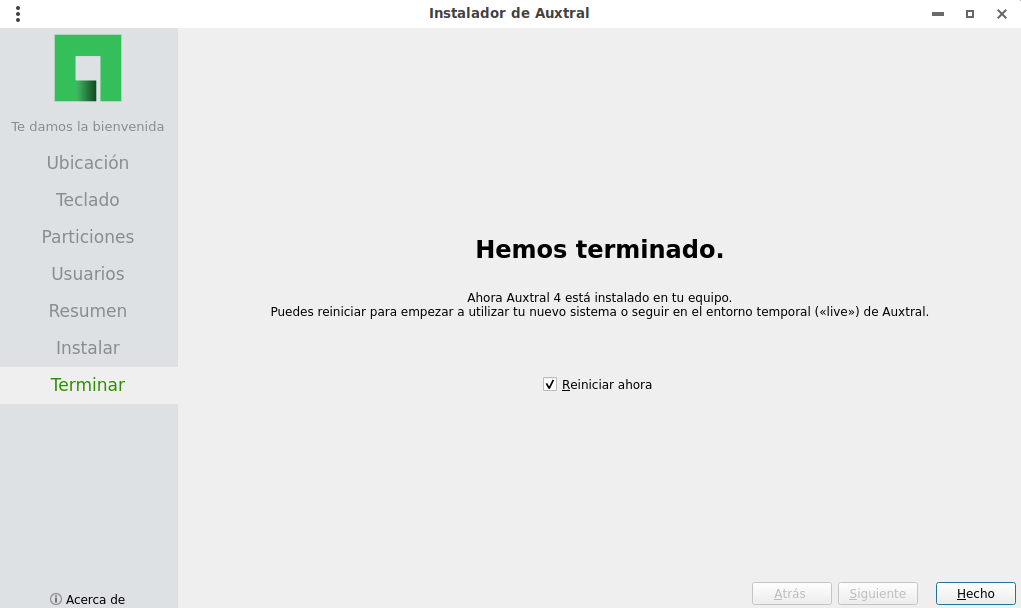 Instalador de Auxtral
Te damos la bienvenida
Ubicación
Teclado
Particiones
Usuarios
Resumen
Instalar
Terminar
Acerca de
Hemos terminado.
Ahora Auxtral 4 está instalado en tu equipo.
Puedes reiniciar para empezar a utilizar tu nuevo sistema o seguir en el entorno temporal («live») de Auxtral.
Reiniciar ahora
Atrás
Siguiente
Hecho